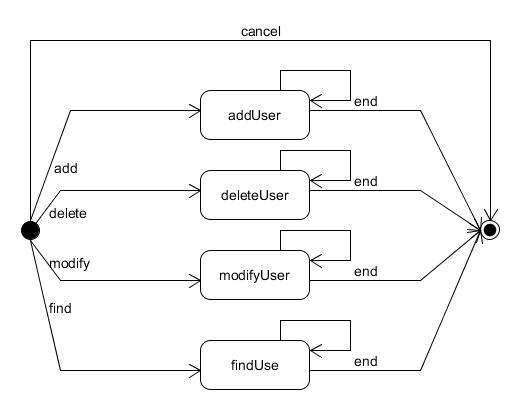 cancel
addUser
end
add
deleteUser
end
delete
modify
modifyUser
end
find
findUse
end